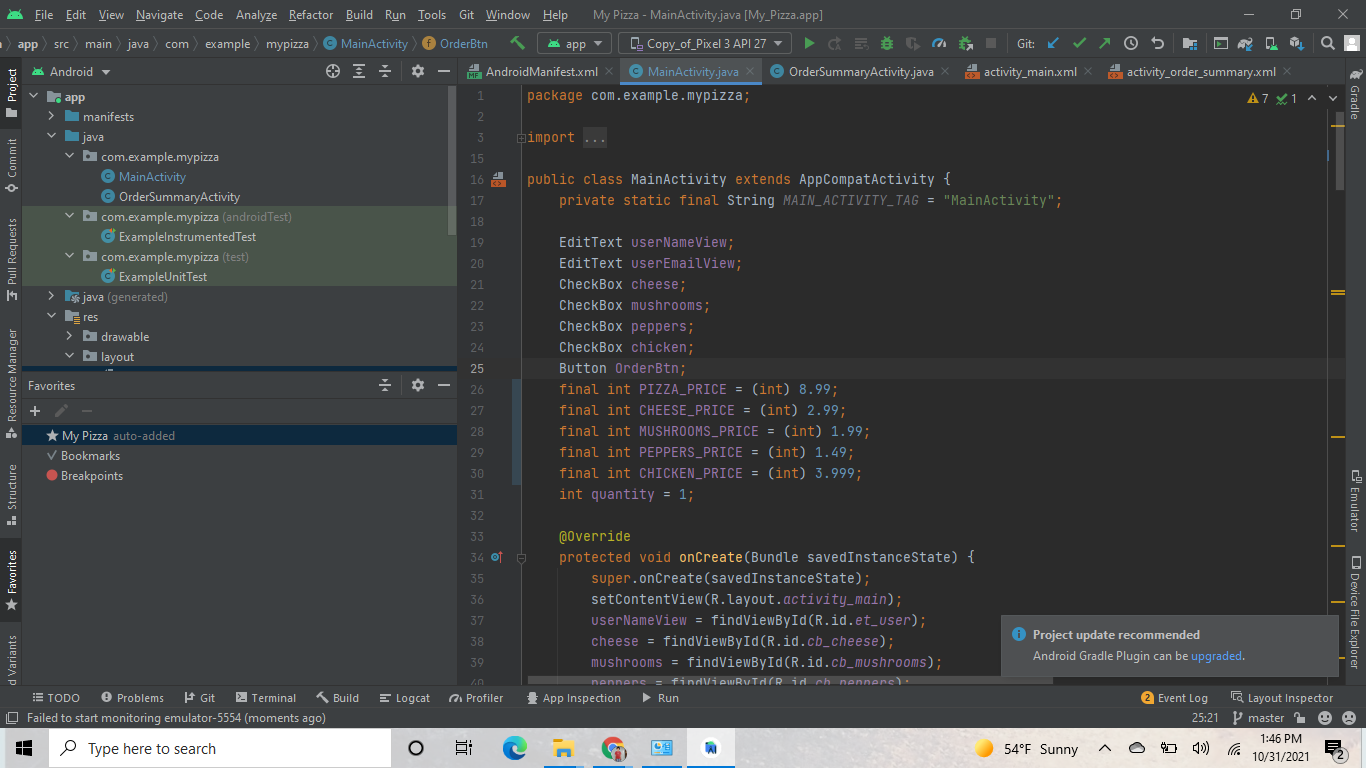 File Edit View Navigate Code Analyze Refactor Build Run Tools Git Window Help My Pizza - MainActivity.java [My_Pizza.app]
app src main java com example mypizza MainActivity OrderBtn app Copy_of_Pixel 3 API 27 Git:
Android
AndroidManifest.xml MainActivity.java OrderSummaryActivity.java activity_main.xml activity_order_summary.xml
Project
Commit
Pull Requests
Resource Manager
Structure
Favorites
d Variants
app
manifests
java
com.example.mypizza
MainActivity
OrderSummaryActivity
com.example.mypizza (androidTest)
ExampleInstrumentedTest
com.example.mypizza (test)
ExampleUnitTest
java (generated)
res
drawable
layout
Favorites
My Pizza auto-added
Bookmarks
Breakpoints
7 1
1 package com.example.mypizza;
2
3 import ...
15
16 public class MainActivity extends AppCompatActivity {
17 private static final String MAIN_ACTIVITY_TAG = "MainActivity";
18
19 EditText userNameView;
20 EditText userEmailView;
21 CheckBox cheese;
22 CheckBox mushrooms;
23 CheckBox peppers;
24 CheckBox chicken;
25 Button OrderBtn;
26 final int PIZZA_PRICE = (int) 8.99;
27 final int CHEESE_PRICE = (int) 2.99;
28 final int MUSHROOMS_PRICE = (int) 1.99;
29 final int PEPPERS_PRICE = (int) 1.49;
30 final int CHICKEN_PRICE = (int) 3.999;
31 int quantity = 1;
32
33 @Override
34 protected void onCreate(Bundle savedInstanceState) {
35 super.onCreate(savedInstanceState);
36 setContentView(R.layout.activity_main);
37 userNameView = findViewById(R.id.et_user);
38 cheese = findViewById(R.id.cb_cheese);
39 mushrooms = findViewById(R.id.cb_mushrooms);
40 peppers = findViewById(R.id.cb_peppers);
Gradle
Emulator
Device File Explorer
Project update recommended
Android Gradle Plugin can be upgraded.
TODO Problems Git Terminal Build Logcat Profiler App Inspection Run 2 Event Log Layout Inspector
Failed to start monitoring emulator-5554 (moments ago) 25:21 master
Type here to search 54°F Sunny 1:46 PM
10/31/2021 2